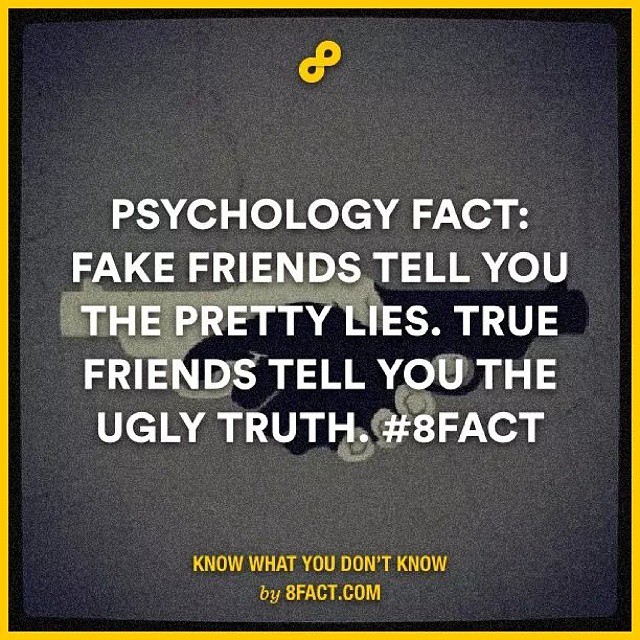 PSYCHOLOGY FACT:
FAKE FRIENDS TELL YOU
THE PRETTY LIES. TRUE
FRIENDS TELL YOU THE
UGLY TRUTH. #8FACT
KNOW WHAT YOU DON'T KNOW
by 8FACT.COM